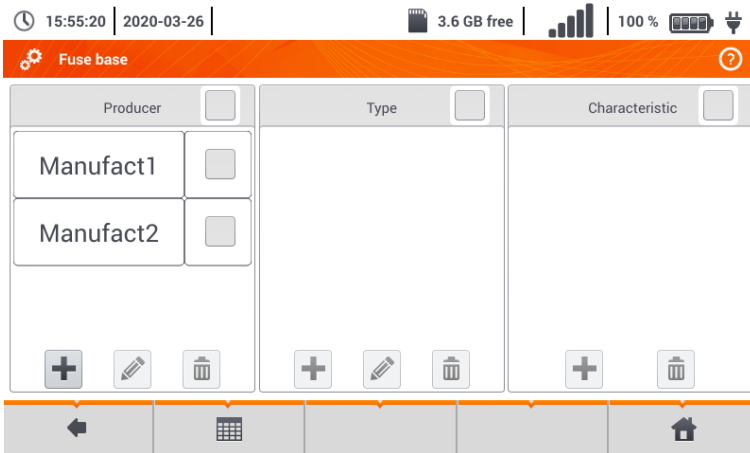 15:55:20 2020-03-26 3.6 GB free 100 %
Fuse base ?
Producer Type Characteristic
Manufact1
Manufact2